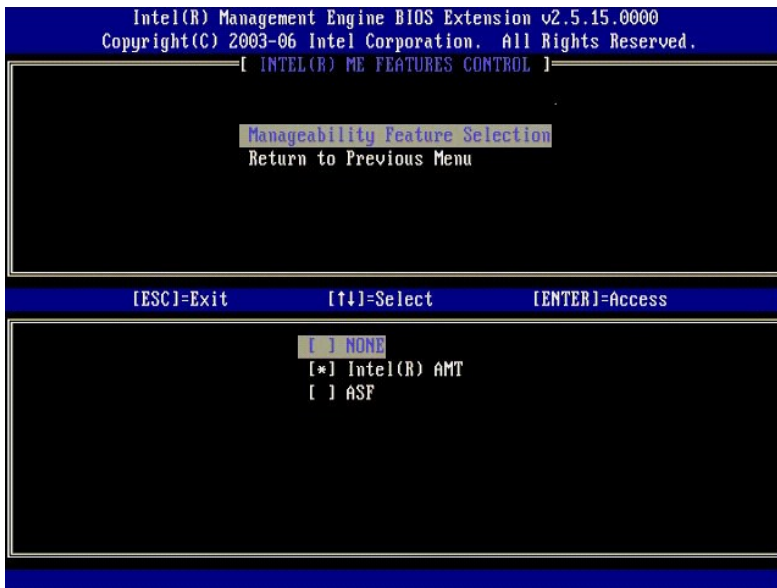 Intel(R) Management Engine BIOS Extension v2.5.15.0000
Copyright(C) 2003-06 Intel Corporation. All Rights Reserved.
[ INTEL(R) ME FEATURES CONTROL ]
Manageability Feature Selection
Return to Previous Menu
[ESC]=Exit [↑↓]=Select [ENTER]=Access
[ ] NONE
[*] Intel(R) AMT
[ ] ASF